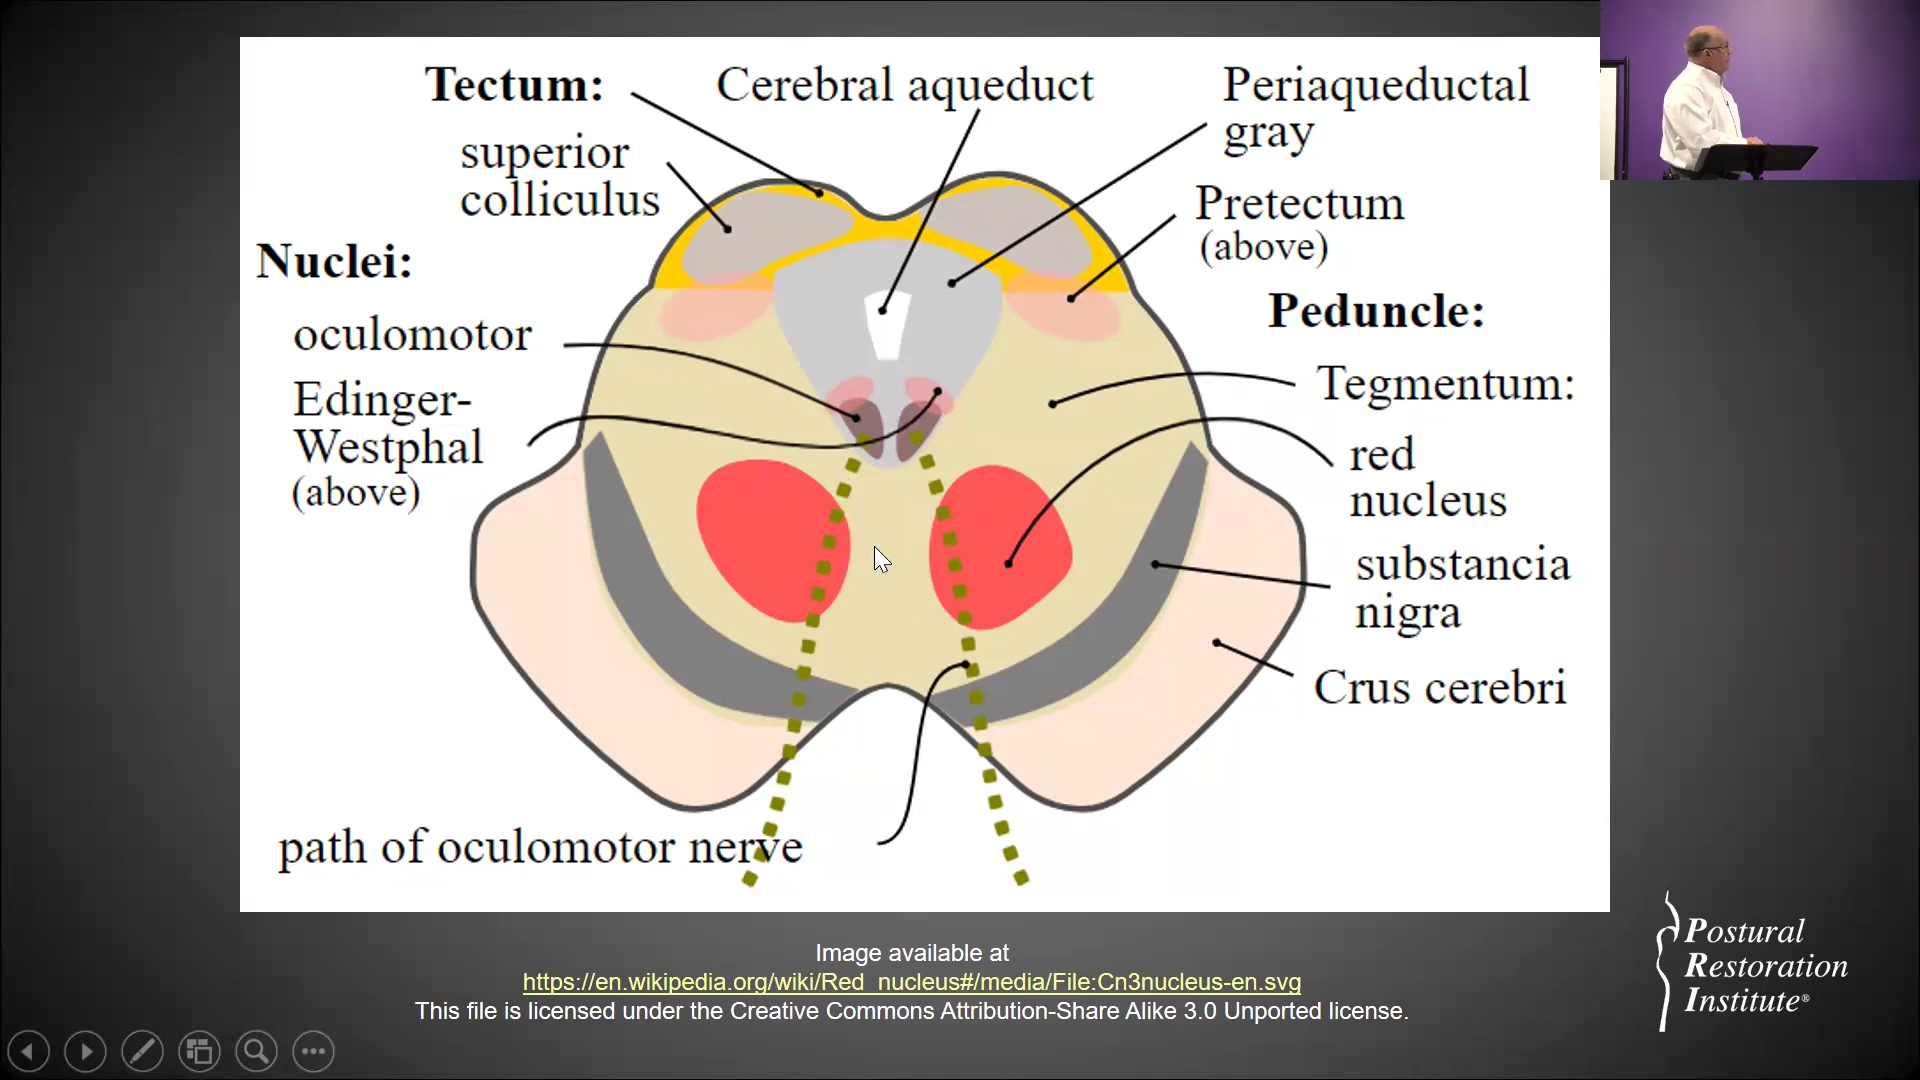 Tectum:
superior
colliculus
Cerebral aqueduct
Periaqueductal
gray
Pretectum
(above)
Nuclei:
oculomotor
Edinger-
Westphal
(above)
Peduncle:
Tegmentum:
red
nucleus
substancia
nigra
Crus cerebri
path of oculomotor nerve
Image available at
https://en.wikipedia.org/wiki/Red_nucleus#/media/File:Cn3nucleus-en.svg
This file is licensed under the Creative Commons Attribution-Share Alike 3.0 Unported license.
Postural
Restoration
Institute®